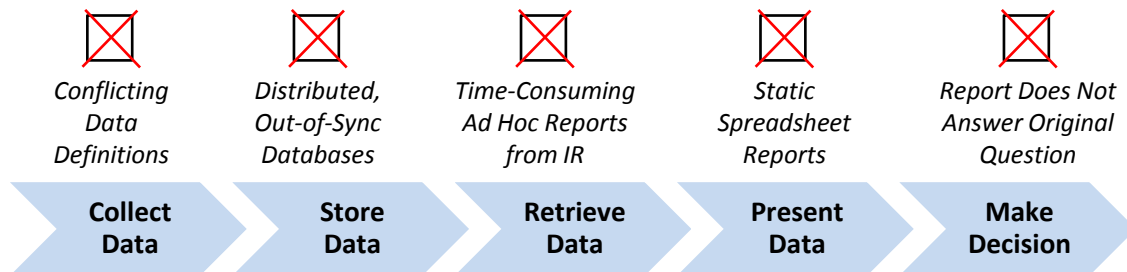 Conflicting
Data
Definitions
Distributed,
Out-of-Sync
Databases
Time-Consuming
Ad Hoc Reports
from IR
Static
Spreadsheet
Reports
Report Does Not
Answer Original
Question
Collect
Data
Store
Data
Retrieve
Data
Present
Data
Make
Decision